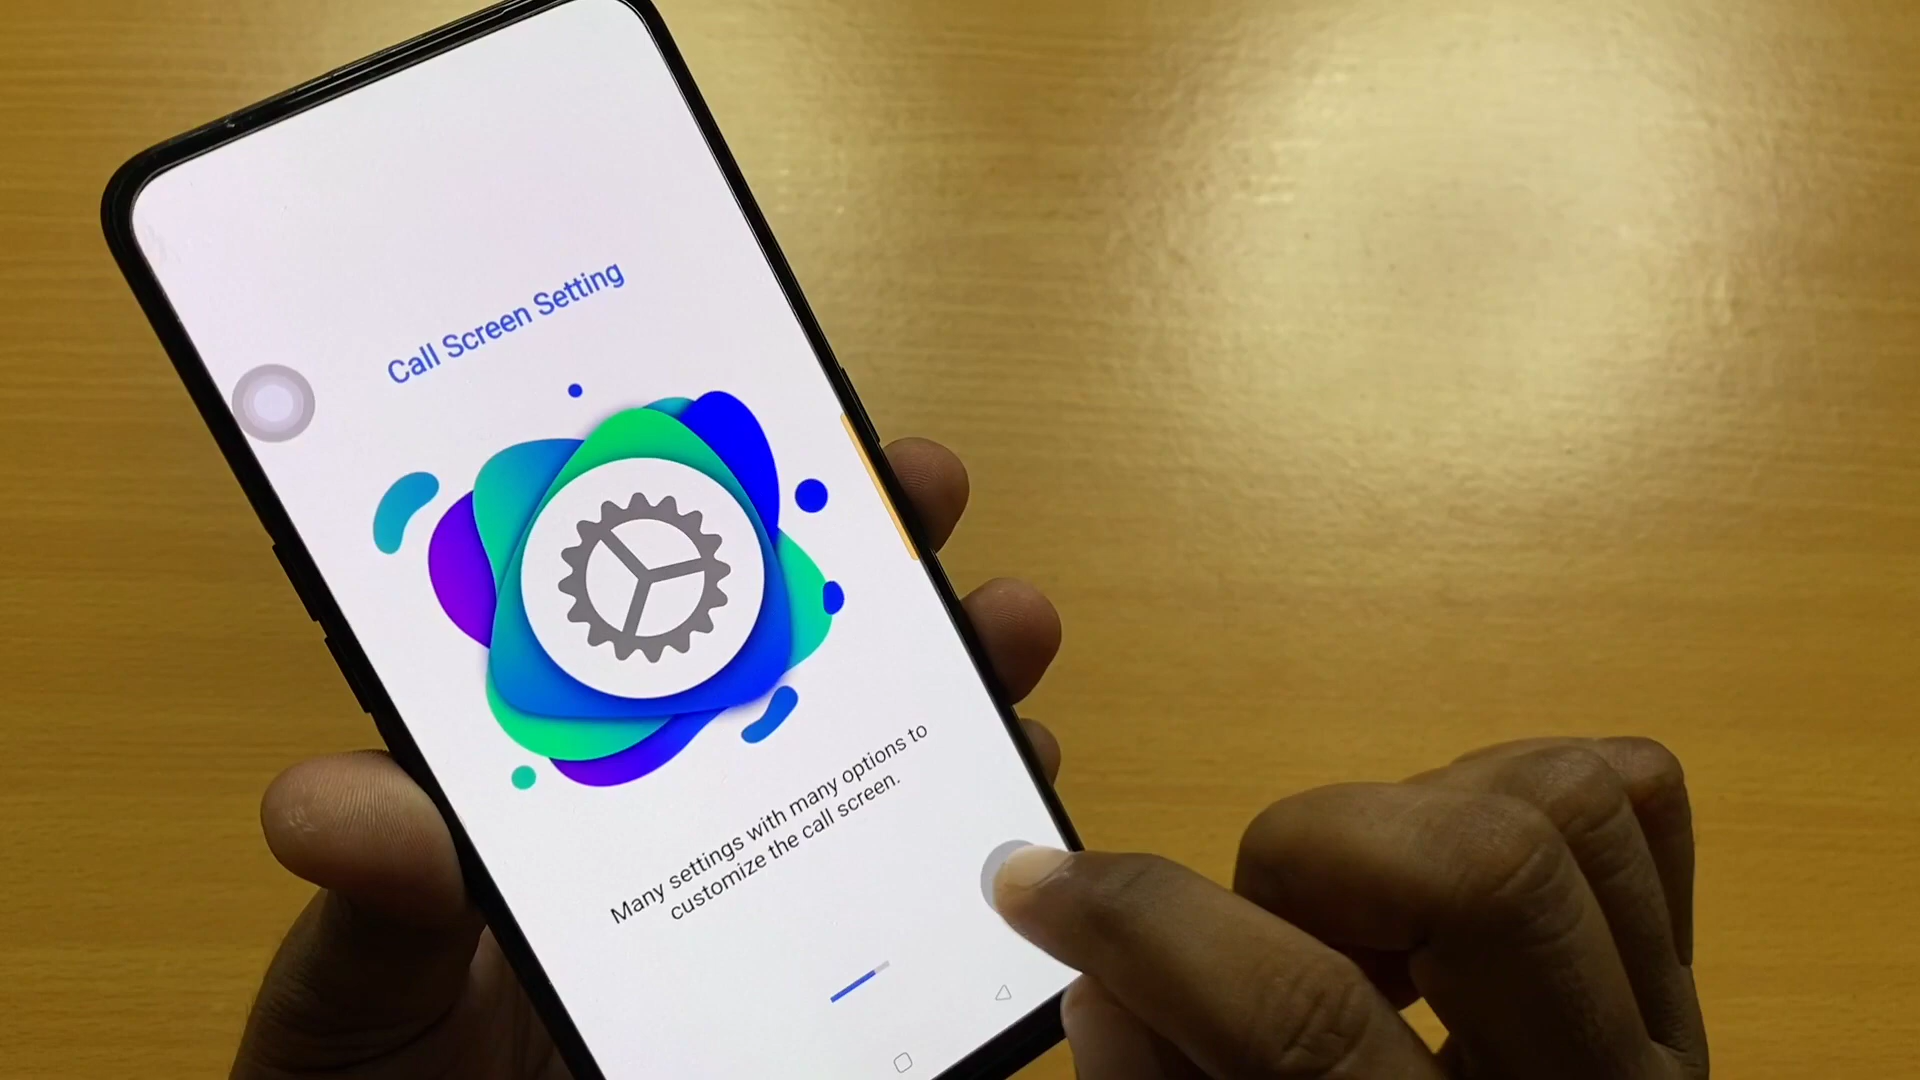 Call Screen Setting
Many settings with many options to
customize the call screen.